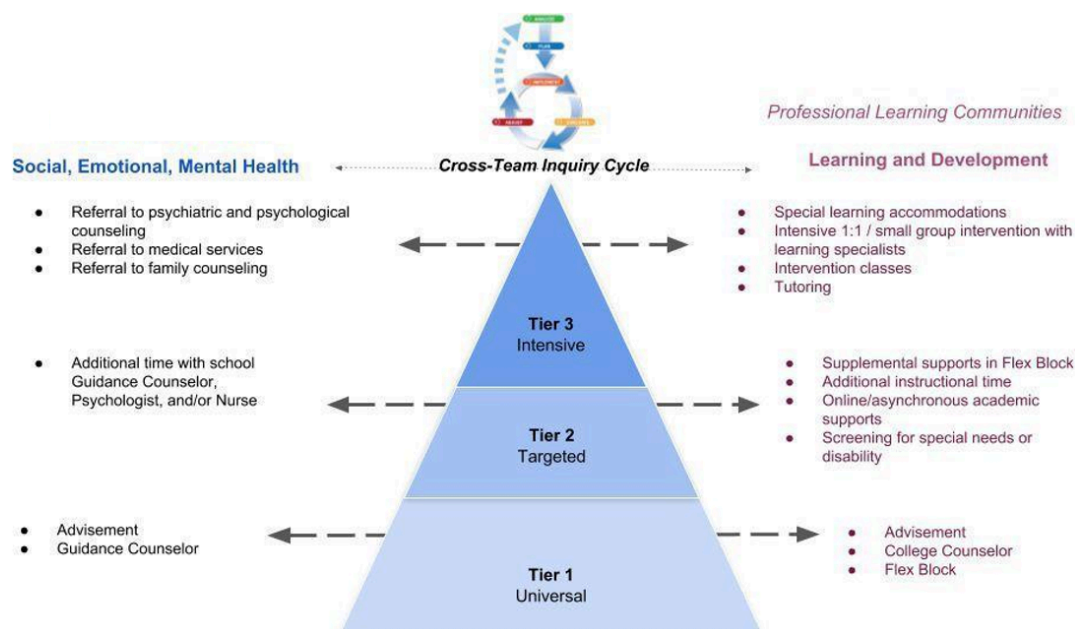 ANALYZE
PLAN
IMPLEMENT
ADJUST
Professional Learning Communities
Social, Emotional, Mental Health
Cross-Team Inquiry Cycle
Learning and Development
● Referral to psychiatric and psychological
counseling
● Referral to medical services
● Referral to family counseling
● Special learning accommodations
● Intensive 1:1 / small group intervention with
learning specialists
● Intervention classes
● Tutoring
Tier 3
Intensive
● Additional time with school
Guidance Counselor,
Psychologist, and/or Nurse
● Supplemental supports in Flex Block
● Additional instructional time
● Online/asynchronous academic
supports
● Screening for special needs or
disability
Tier 2
Targeted
● Advisement
● Guidance Counselor
● Advisement
● College Counselor
● Flex Block
Tier 1
Universal